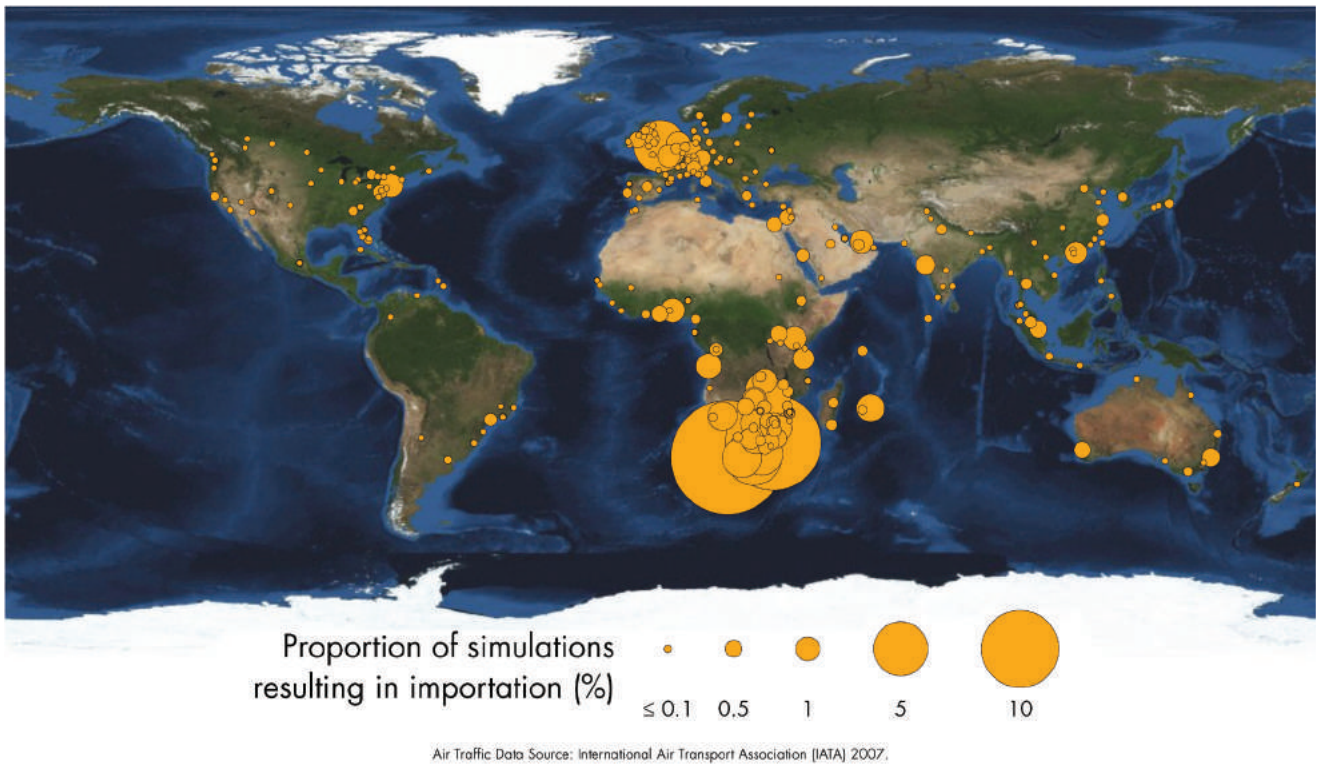 Proportion of simulations
resulting in importation (%)
≤ 0.1 0.5 1 5 10
Air Traffic Data Source: International Air Transport Association (IATA) 2007.